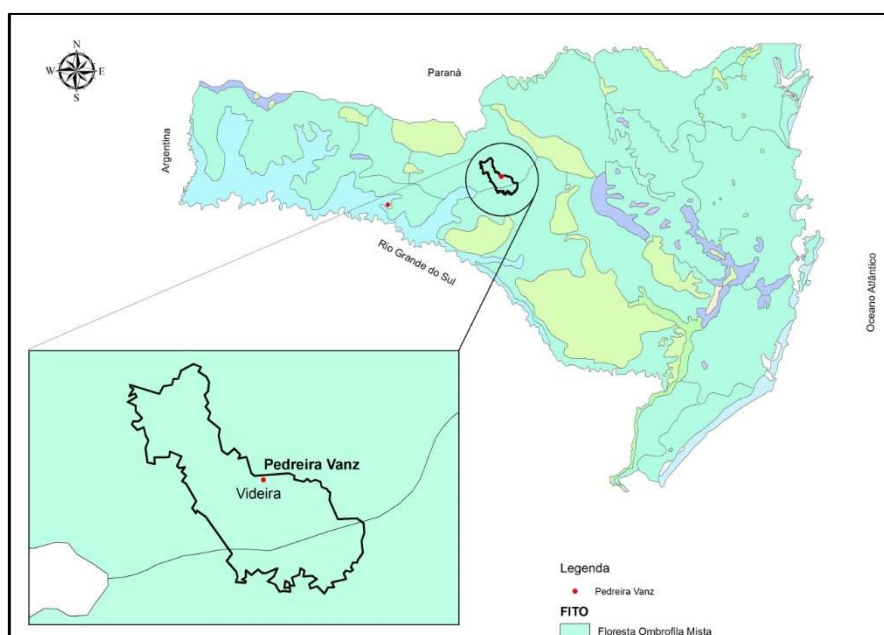 N
W E
S
Paraná
Argentina
Rio Grande do Sul
Oceano Atlântico
Pedreira Vanz
Videira
Legenda
Pedreira Vanz
FITO
Floresta Ombrofila Mista